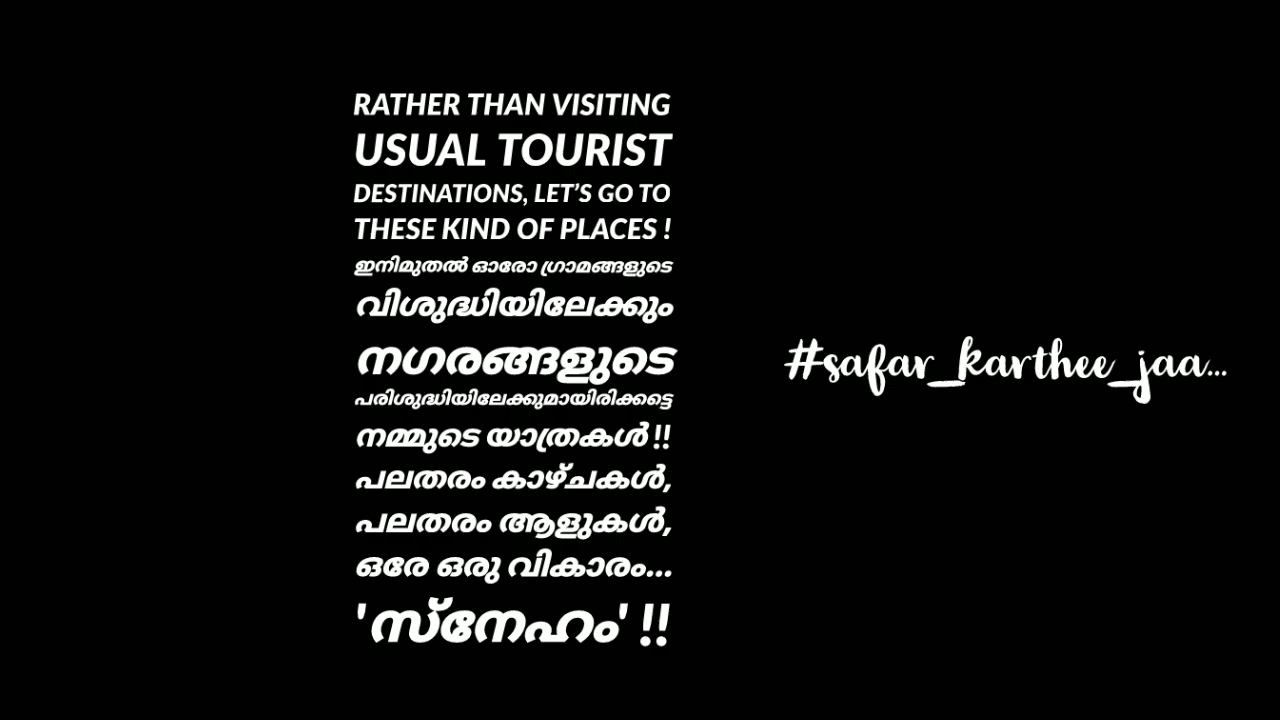 RATHER THAN VISITING
USUAL TOURIST
DESTINATIONS, LET'S GO TO
THESE KIND OF PLACES !
ഇനിമുതൽ ഓരോ ഗ്രാമങ്ങളുടെ
വിശുദ്ധിയിലേക്കും
നഗരങ്ങളുടെ
പരിശുദ്ധിയിലേക്കുമായിരിക്കട്ടെ
നമ്മുടെ യാത്രകൾ !!
പലതരം കാഴ്ചകൾ,
പലതരം ആളുകൾ,
ഒരേ ഒരു വികാരം...
'സ്നേഹം' !!
#safar_karthee_jaa...